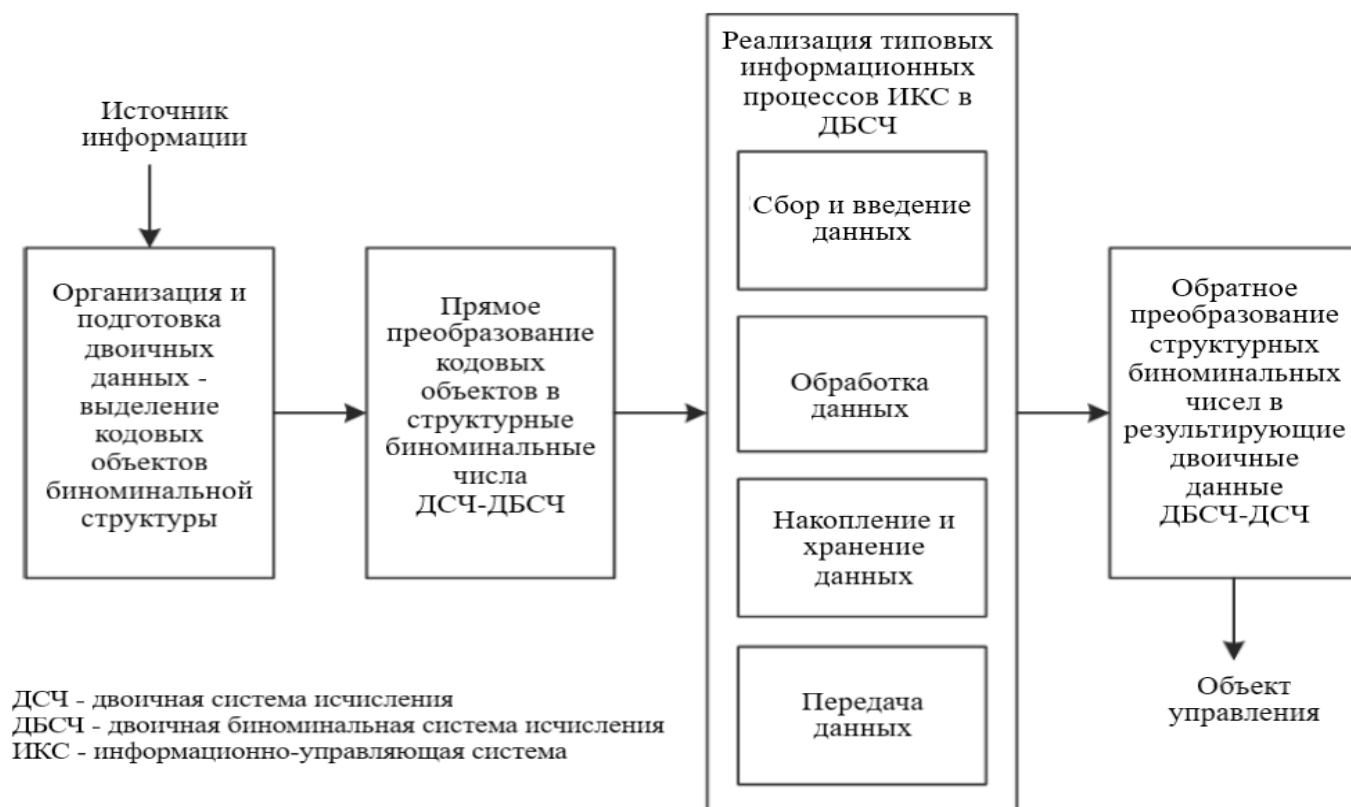 Источник
информации
Организация и
подготовка
двоичных
данных -
выделение
кодовых
объектов
биноминальной
структуры
Прямое
преобразование
кодовых
объектов в
структурные
биноминальные
числа
ДСЧ-ДБСЧ
Реализация типовых
информационных
процессов ИКС в
ДБСЧ
Сбор и введение
данных
Обработка
данных
Накопление и
хранение
данных
Передача
данных
Обратное
преобразование
структурных
биноминальных
чисел в
результирующие
двоичные
данные
ДБСЧ-ДСЧ
Объект
управления
ДСЧ - двоичная система исчисления
ДБСЧ - двоичная биноминальная система исчисления
ИКС - информационно-управляющая система